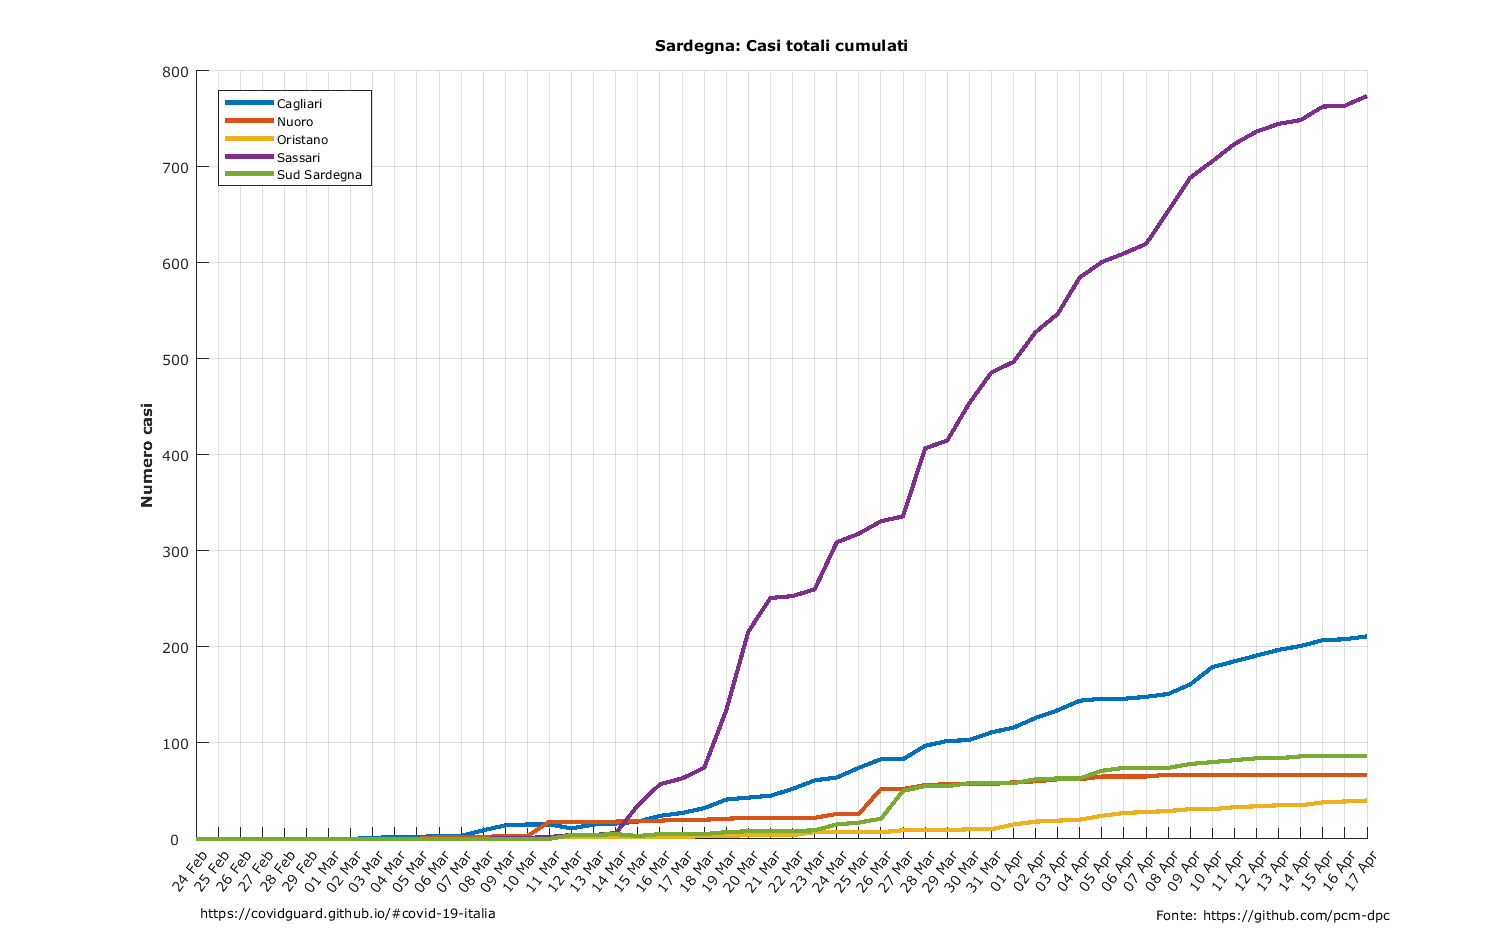 Sardegna: Casi totali cumulati
800
700
600
500
400
300
200
100
0
Numero casi
Cagliari
Nuoro
Oristano
Sassari
Sud Sardegna
24 Feb
25 Feb
26 Feb
27 Feb
28 Feb
29 Feb
01 Mar
02 Mar
03 Mar
04 Mar
05 Mar
06 Mar
07 Mar
08 Mar
09 Mar
10 Mar
11 Mar
12 Mar
13 Mar
14 Mar
15 Mar
16 Mar
17 Mar
18 Mar
19 Mar
20 Mar
21 Mar
22 Mar
23 Mar
24 Mar
25 Mar
26 Mar
27 Mar
28 Mar
29 Mar
30 Mar
31 Mar
01 Apr
02 Apr
03 Apr
04 Apr
05 Apr
06 Apr
07 Apr
08 Apr
09 Apr
10 Apr
11 Apr
12 Apr
13 Apr
14 Apr
15 Apr
16 Apr
17 Apr
https://covidguard.github.io/#covid-19-italia
Fonte: https://github.com/pcm-dpc